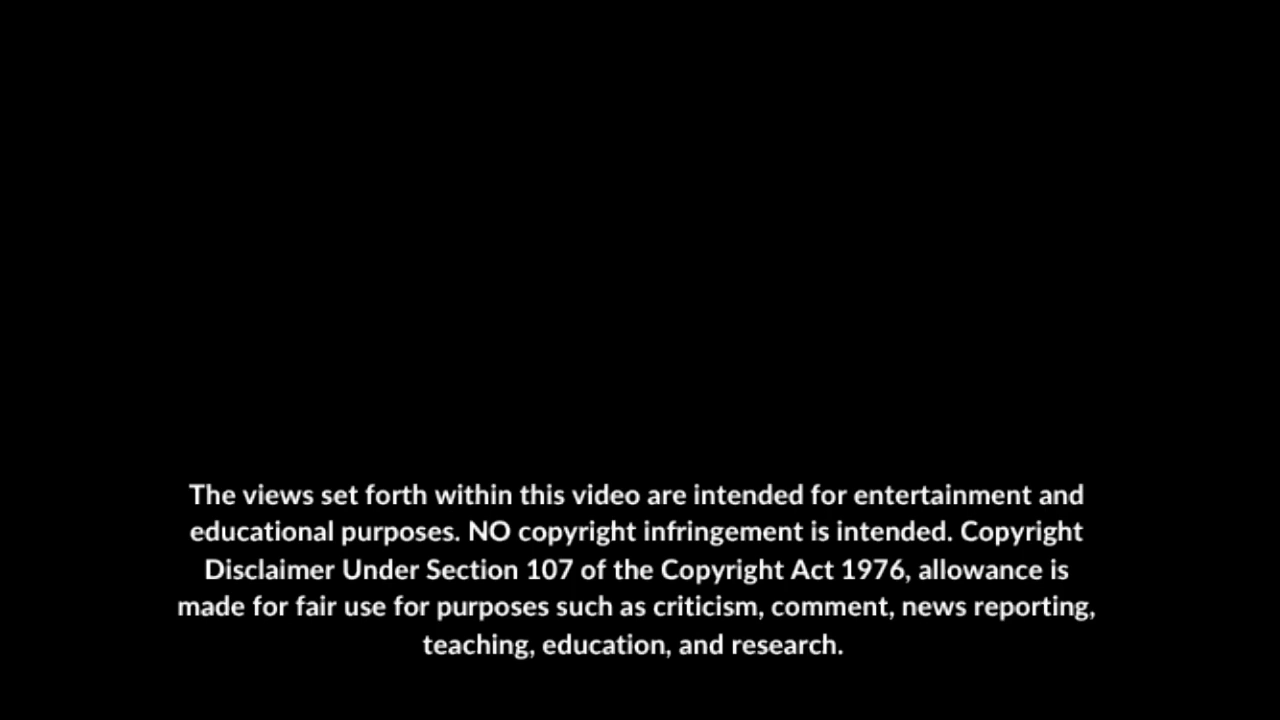 The views set forth within this video are intended for entertainment and
educational purposes. NO copyright infringement is intended. Copyright
Disclaimer Under Section 107 of the Copyright Act 1976, allowance is
made for fair use for purposes such as criticism, comment, news reporting,
teaching, education, and research.